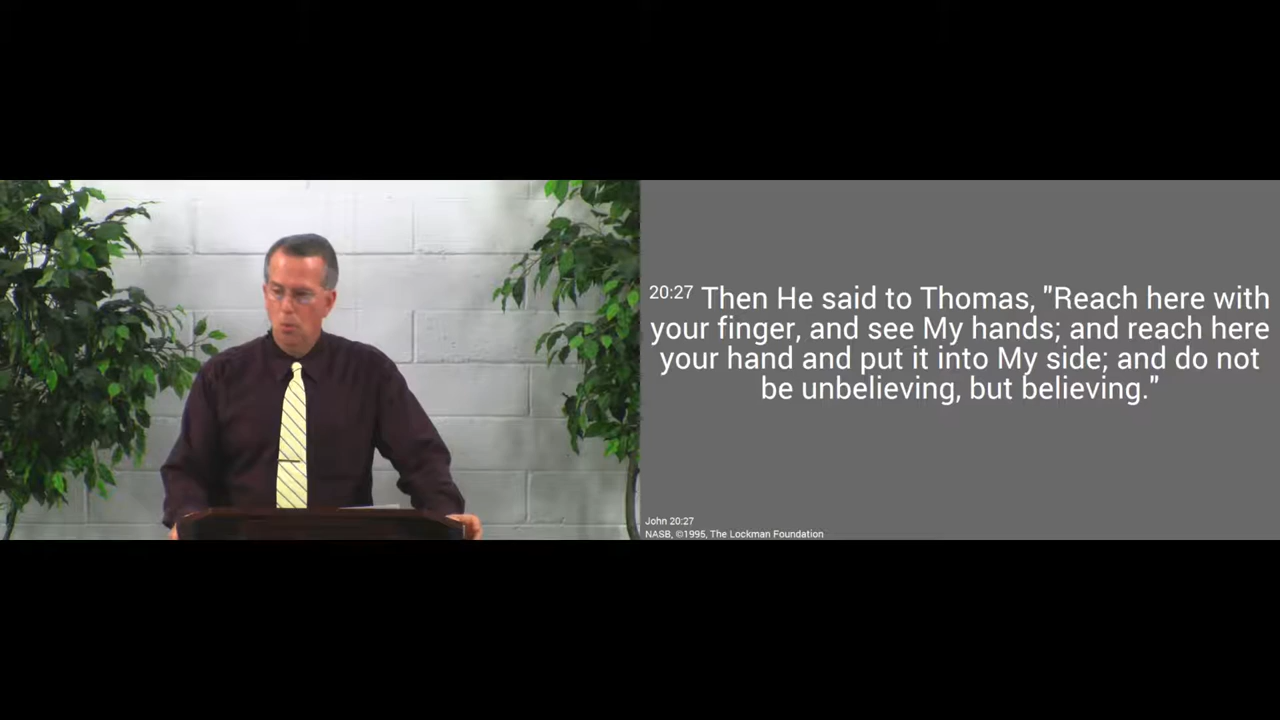 20:27 Then He said to Thomas, "Reach here with
your finger, and see My hands; and reach here
your hand and put it into My side; and do not
be unbelieving, but believing."
John 20:27
NASB, ©1995, The Lockman Foundation